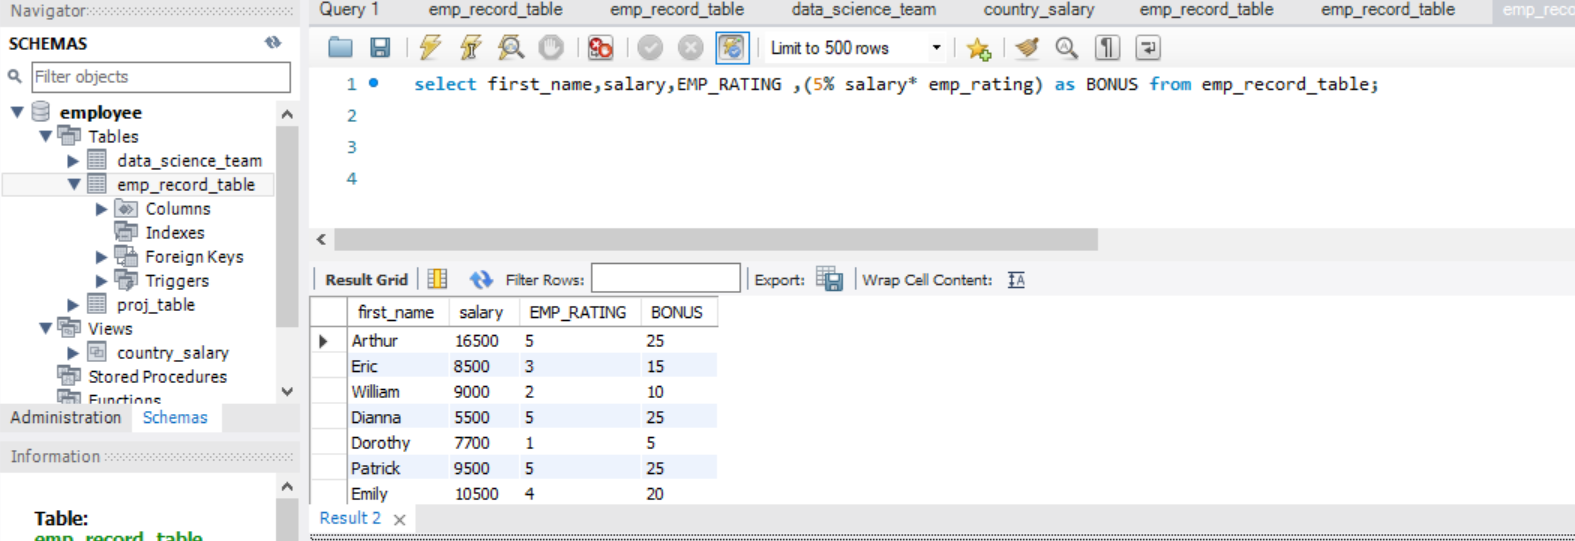 Navigator
SCHEMAS
Filter objects
employee
Tables
data_science_team
emp_record_table
Columns
Indexes
Foreign Keys
Triggers
proj_table
Views
country_salary
Stored Procedures
Functions
Administration Schemas
Information
Table:
emp_record_table
Query 1 emp_record_table emp_record_table data_science_team country_salary emp_record_table emp_record_table emp_reco
Limit to 500 rows
1 select first_name,salary,EMP_RATING ,(5% salary* emp_rating) as BONUS from emp_record_table;
2
3
4
Result Grid Filter Rows: Export: Wrap Cell Content: IA
first_name salary EMP_RATING BONUS
Arthur 16500 5 25
Eric 8500 3 15
William 9000 2 10
Dianna 5500 5 25
Dorothy 7700 1 5
Patrick 9500 5 25
Emily 10500 4 20
Result 2